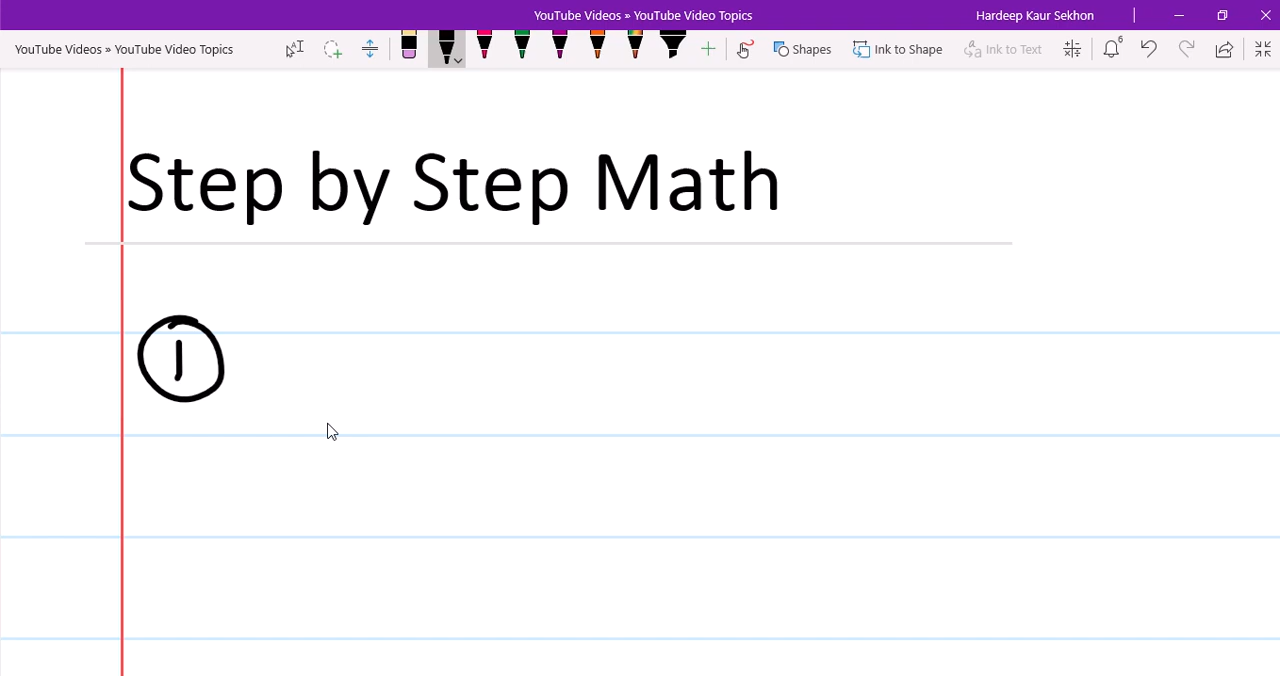 YouTube Videos » YouTube Video Topics Hardeep Kaur Sekhon
YouTube Videos » YouTube Video Topics Shapes Ink to Shape Ink to Text 6
Step by Step Math
1